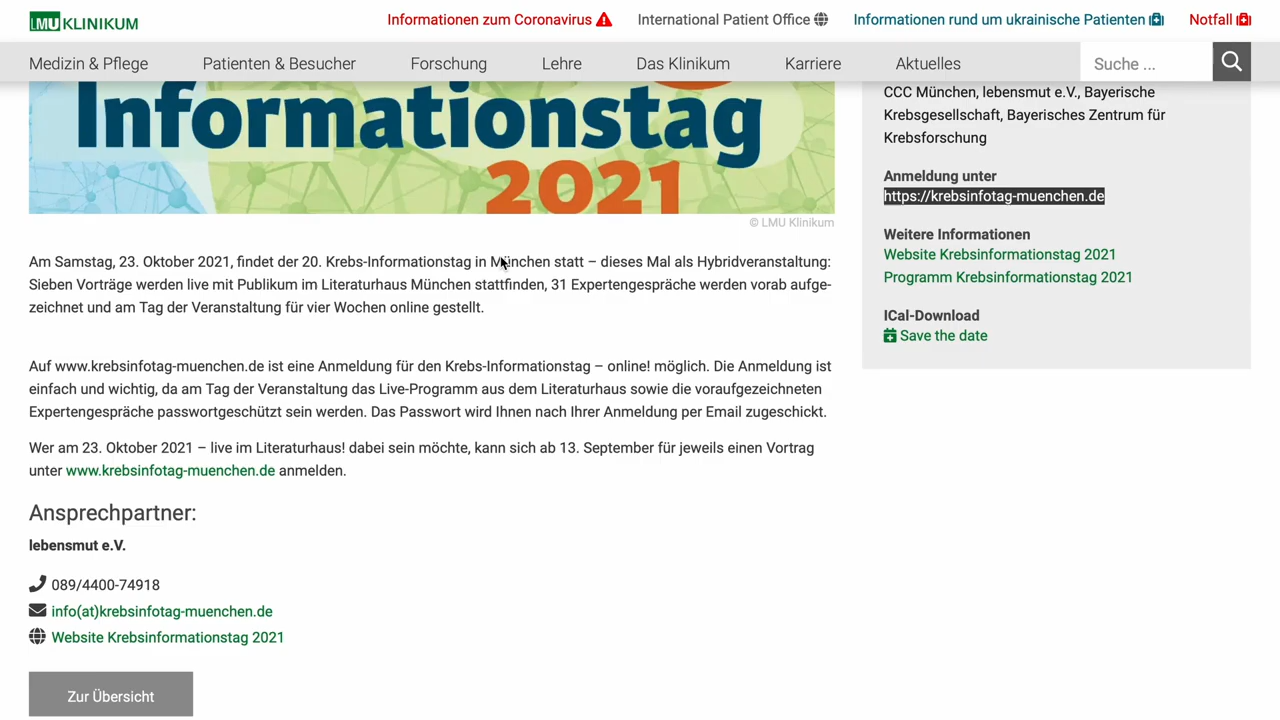 LMU KLINIKUM
Informationen zum Coronavirus
International Patient Office
Informationen rund um ukrainische Patienten
Notfall
Medizin & Pflege
Patienten & Besucher
Forschung
Lehre
Das Klinikum
Karriere
Aktuelles
Suche ...
Informationstag
2021
© LMU Klinikum
Am Samstag, 23. Oktober 2021, findet der 20. Krebs-Informationstag in München statt – dieses Mal als Hybridveranstaltung:
Sieben Vorträge werden live mit Publikum im Literaturhaus München stattfinden, 31 Expertengespräche werden vorab aufge-
zeichnet und am Tag der Veranstaltung für vier Wochen online gestellt.
Auf www.krebsinfotag-muenchen.de ist eine Anmeldung für den Krebs-Informationstag – online! möglich. Die Anmeldung ist
einfach und wichtig, da am Tag der Veranstaltung das Live-Programm aus dem Literaturhaus sowie die voraufgezeichneten
Expertengespräche passwortgeschützt sein werden. Das Passwort wird Ihnen nach Ihrer Anmeldung per Email zugeschickt.
Wer am 23. Oktober 2021 – live im Literaturhaus! dabei sein möchte, kann sich ab 13. September für jeweils einen Vortrag
unter www.krebsinfotag-muenchen.de anmelden.
Ansprechpartner:
lebensmut e.V.
089/4400-74918
info(at)krebsinfotag-muenchen.de
Website Krebsinformationstag 2021
Zur Übersicht
CCC München, lebensmut e.V., Bayerische
Krebsgesellschaft, Bayerisches Zentrum für
Krebsforschung
Anmeldung unter
https://krebsinfotag-muenchen.de
Weitere Informationen
Website Krebsinformationstag 2021
Programm Krebsinformationstag 2021
ICal-Download
Save the date